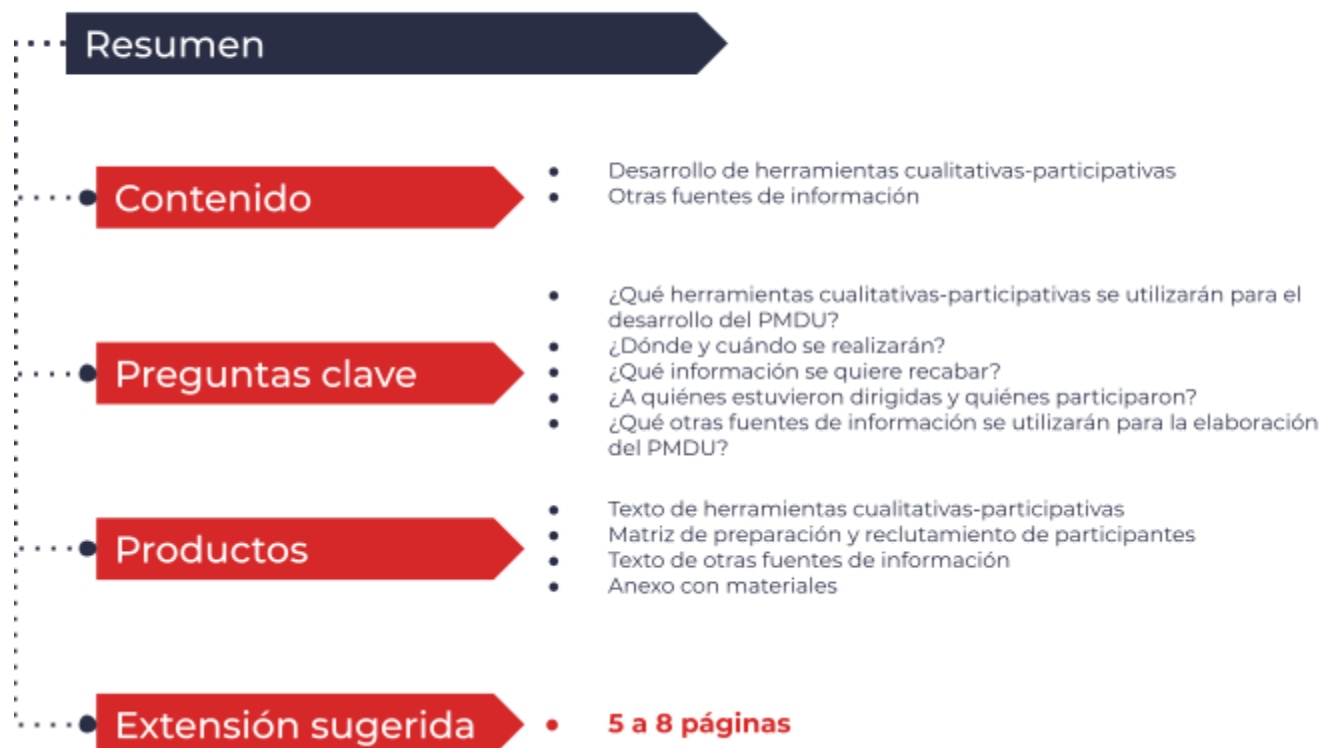 Resumen
Contenido
• Desarrollo de herramientas cualitativas-participativas
• Otras fuentes de información
Preguntas clave
• ¿Qué herramientas cualitativas-participativas se utilizarán para el
desarrollo del PMDU?
• ¿Dónde y cuándo se realizarán?
• ¿Qué información se quiere recabar?
• ¿A quiénes estuvieron dirigidas y quiénes participaron?
• ¿Qué otras fuentes de información se utilizarán para la elaboración
del PMDU?
Productos
• Texto de herramientas cualitativas-participativas
• Matriz de preparación y reclutamiento de participantes
• Texto de otras fuentes de información
• Anexo con materiales
Extensión sugerida
• 5 a 8 páginas